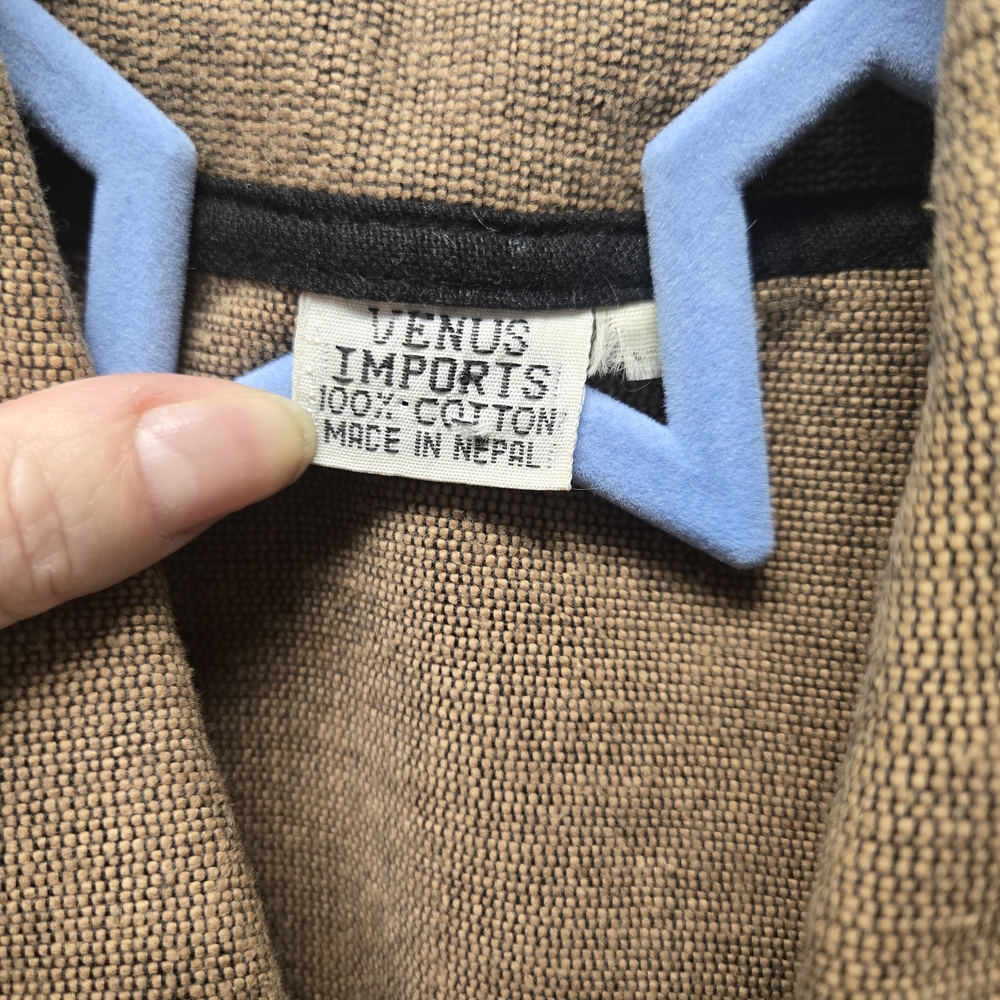 VENUS
IMPORTS
100% COTTON
MADE IN NEPAL